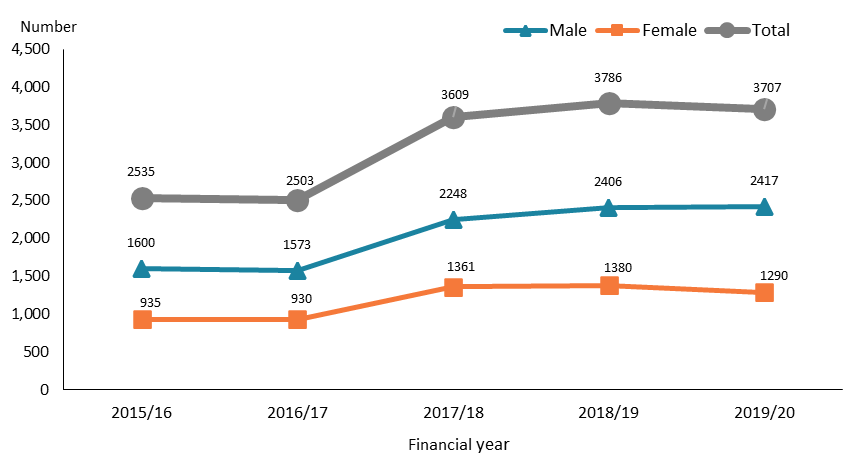 Number
Male Female Total
4,500
4,000
3,500
3,000
2,500
2,000
1,500
1,000
500
0
2535 2503 3609 3786 3707
1600 1573 2248 2406 2417
935 930 1361 1380 1290
2015/16 2016/17 2017/18 2018/19 2019/20
Financial year